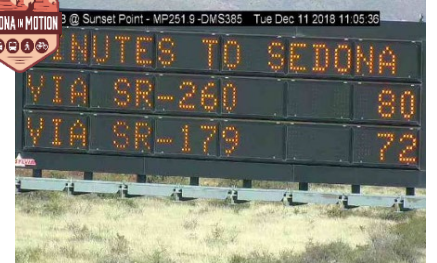 B @ Sunset Point - MP251.9 -DMS385 Tue Dec 11 2018 11:05:36
ONA IN MOTION
INUTES TO SEDONA
VIA SR-260 80
VIA SR-179 72